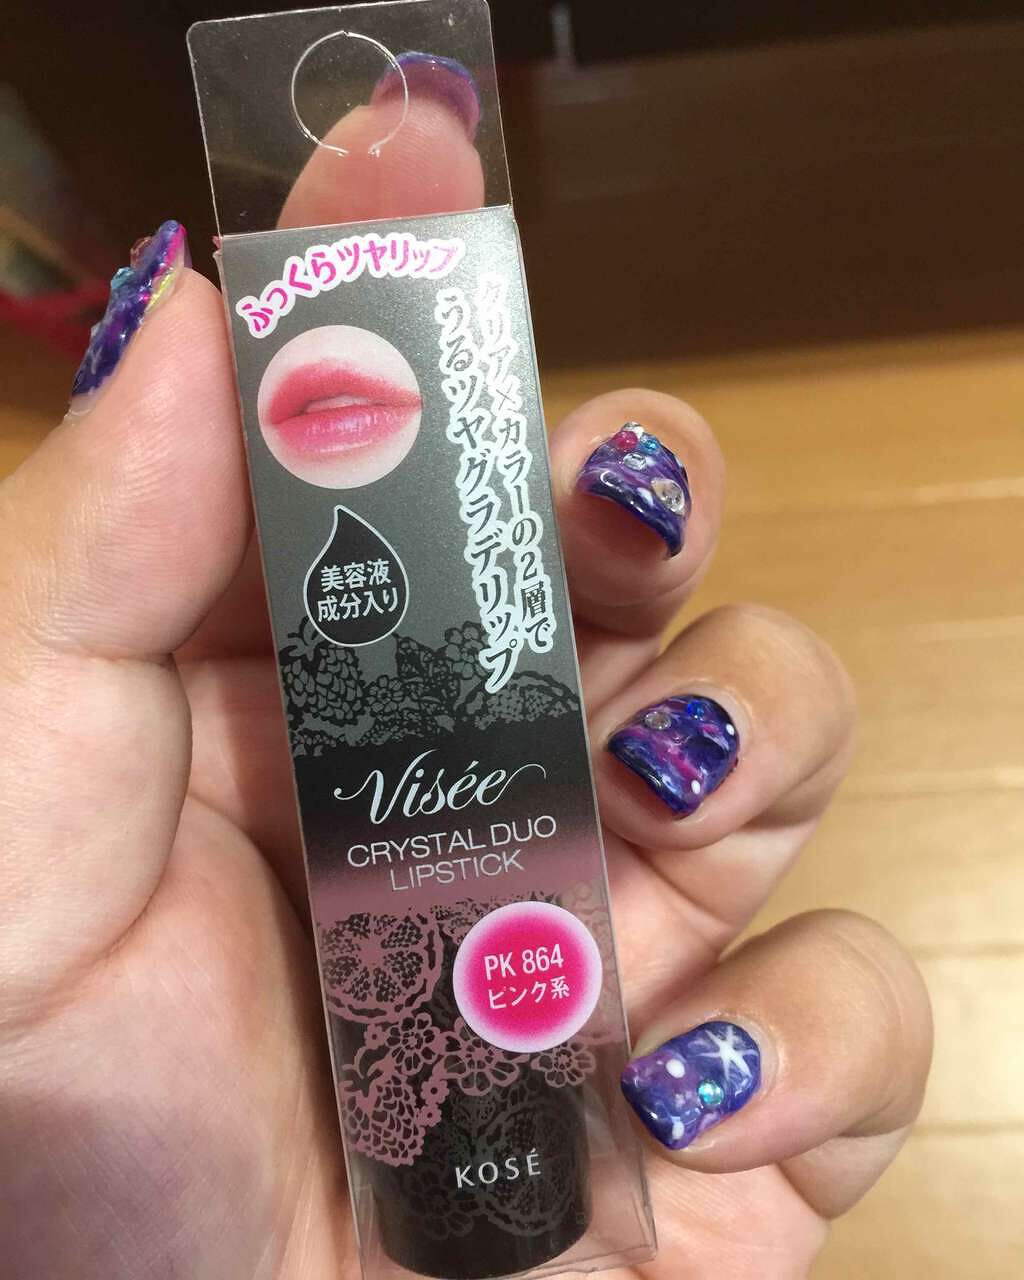 ふっくらツヤリップ
クリア×カラーの2層で
うるツヤグラデリップ
美容液
成分入り
Visée
CRYSTAL DUO
LIPSTICK
PK 864
ピンク系
KOSÉ